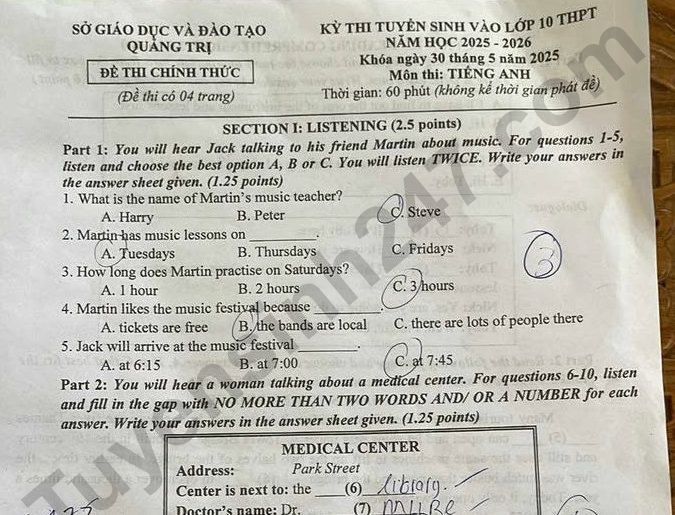 SỞ GIÁO DỤC VÀ ĐÀO TẠO
QUẢNG TRỊ
ĐỀ THI CHÍNH THỨC
(Đề thi có 04 trang)
KỲ THI TUYỂN SINH VÀO LỚP 10 THPT
NĂM HỌC 2025 - 2026
Khóa ngày 30 tháng 5 năm 2025
Môn thi: TIẾNG ANH
Thời gian: 60 phút (không kể thời gian phát đề)
SECTION I: LISTENING (2.5 points)
Part 1: You will hear Jack talking to his friend Martin about music. For questions 1-5,
listen and choose the best option A, B or C. You will listen TWICE. Write your answers in
the answer sheet given. (1.25 points)
1. What is the name of Martin's music teacher?
A. Harry B. Peter C. Steve
2. Martin has music lessons on __________.
A. Tuesdays B. Thursdays C. Fridays
3. How long does Martin practise on Saturdays?
A. 1 hour B. 2 hours C. 3 hours
4. Martin likes the music festival because __________.
A. tickets are free B. the bands are local C. there are lots of people there
5. Jack will arrive at the music festival _________.
A. at 6:15 B. at 7:00 C. at 7:45
Part 2: You will hear a woman talking about a medical center. For questions 6-10, listen
and fill in the gap with NO MORE THAN TWO WORDS AND/ OR A NUMBER for each
answer. Write your answers in the answer sheet given. (1.25 points)
MEDICAL CENTER
Address: Park Street
Center is next to: the (6) library
Doctor's name: Dr. (7)
Tuyensinh247.com